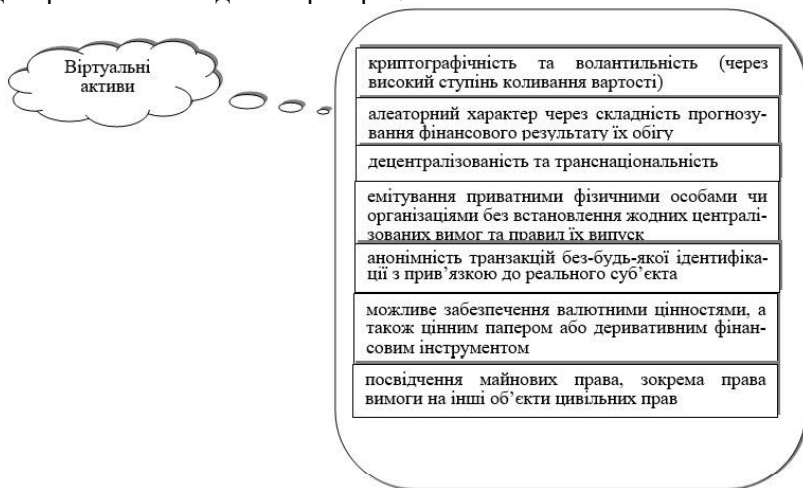 Віртуальні
активи
криптографічність та волантильність (через
високий ступінь коливання вартості)
алеаторний характер через складність прогнозу-
вання фінансового результату їх обігу
децентралізованість та транснаціональність
емітування приватними фізичними особами чи
організаціями без встановлення жодних централі-
зованих вимог та правил їх випуск
анонімність транзакцій без-будь-якої ідентифіка-
ції з прив’язкою до реального суб’єкта
можливе забезпечення валютними цінностями, а
також цінним папером або деривативним фінан-
совим інструментом
посвідчення майнових права, зокрема права
вимоги на інші об’єкти цивільних прав